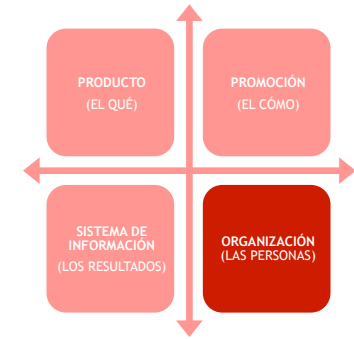 PRODUCTO
(EL QUÉ)
PROMOCIÓN
(EL CÓMO)
SISTEMA DE
INFORMACIÓN
(LOS RESULTADOS)
ORGANIZACIÓN
(LAS PERSONAS)